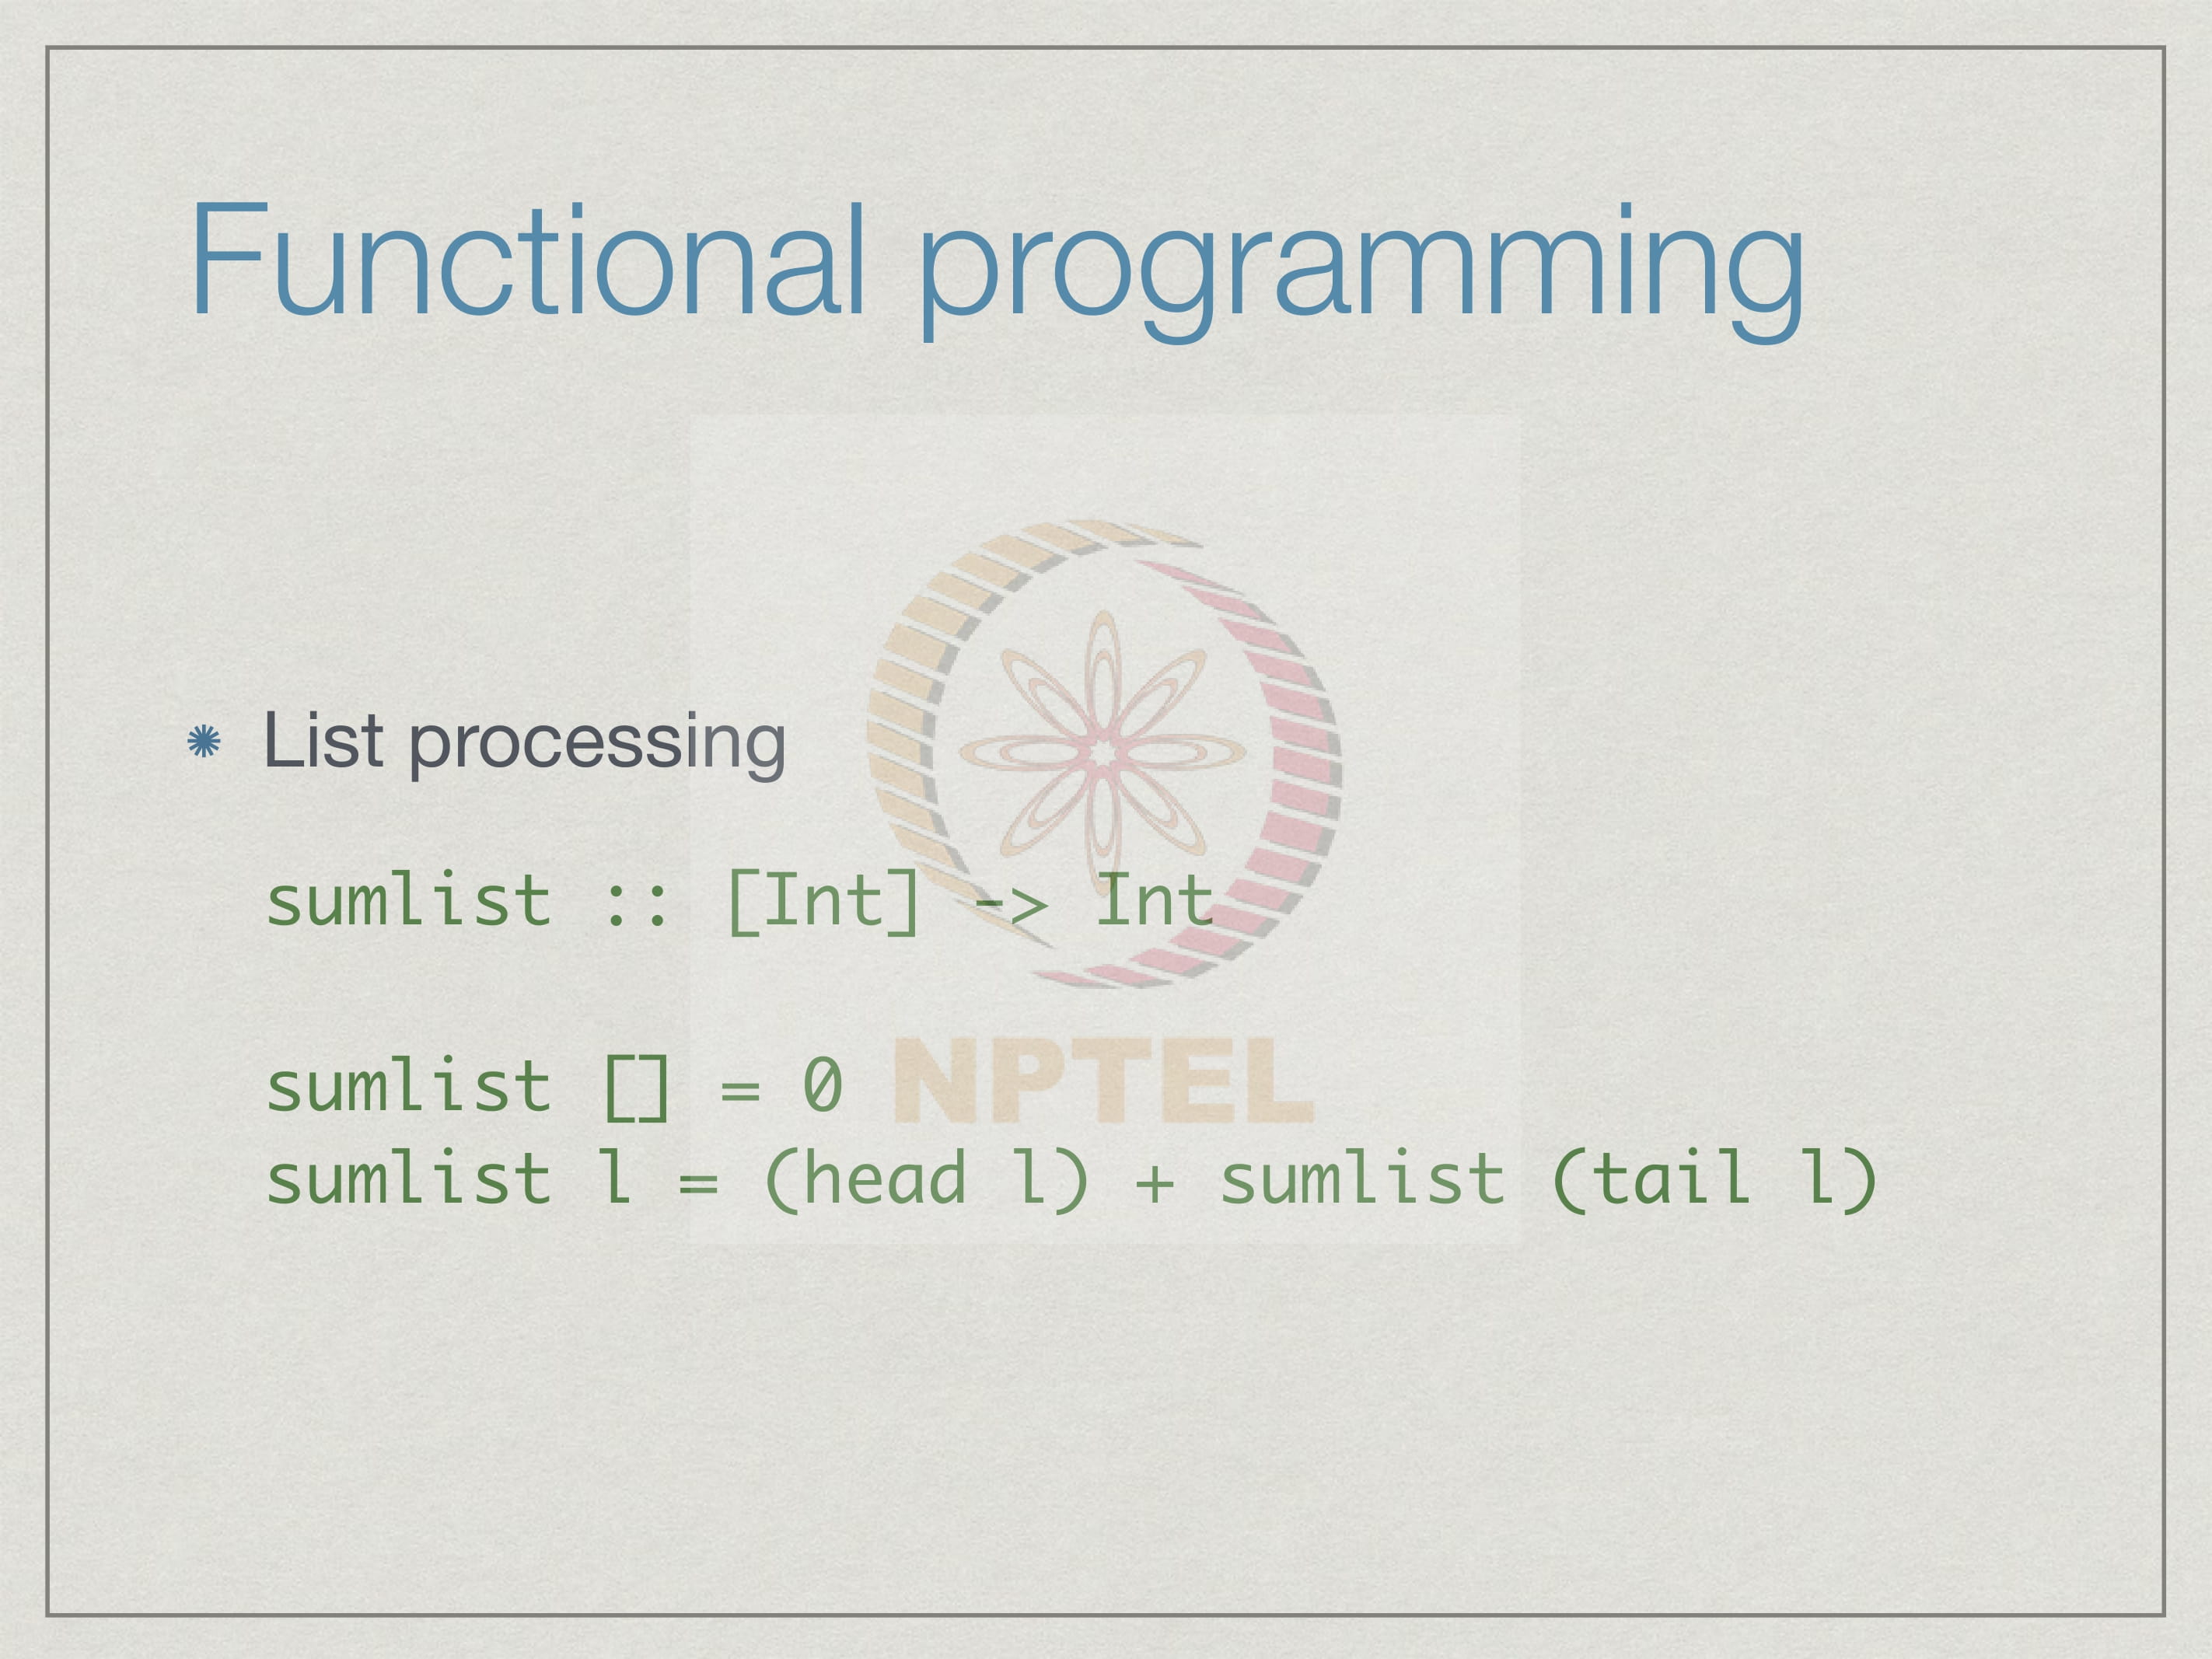 Functional programming
List processing
sumlist :: [Int] -> Int
sumlist [] = 0
NPTEL
sumlist l = (head l) + sumlist (tail l)